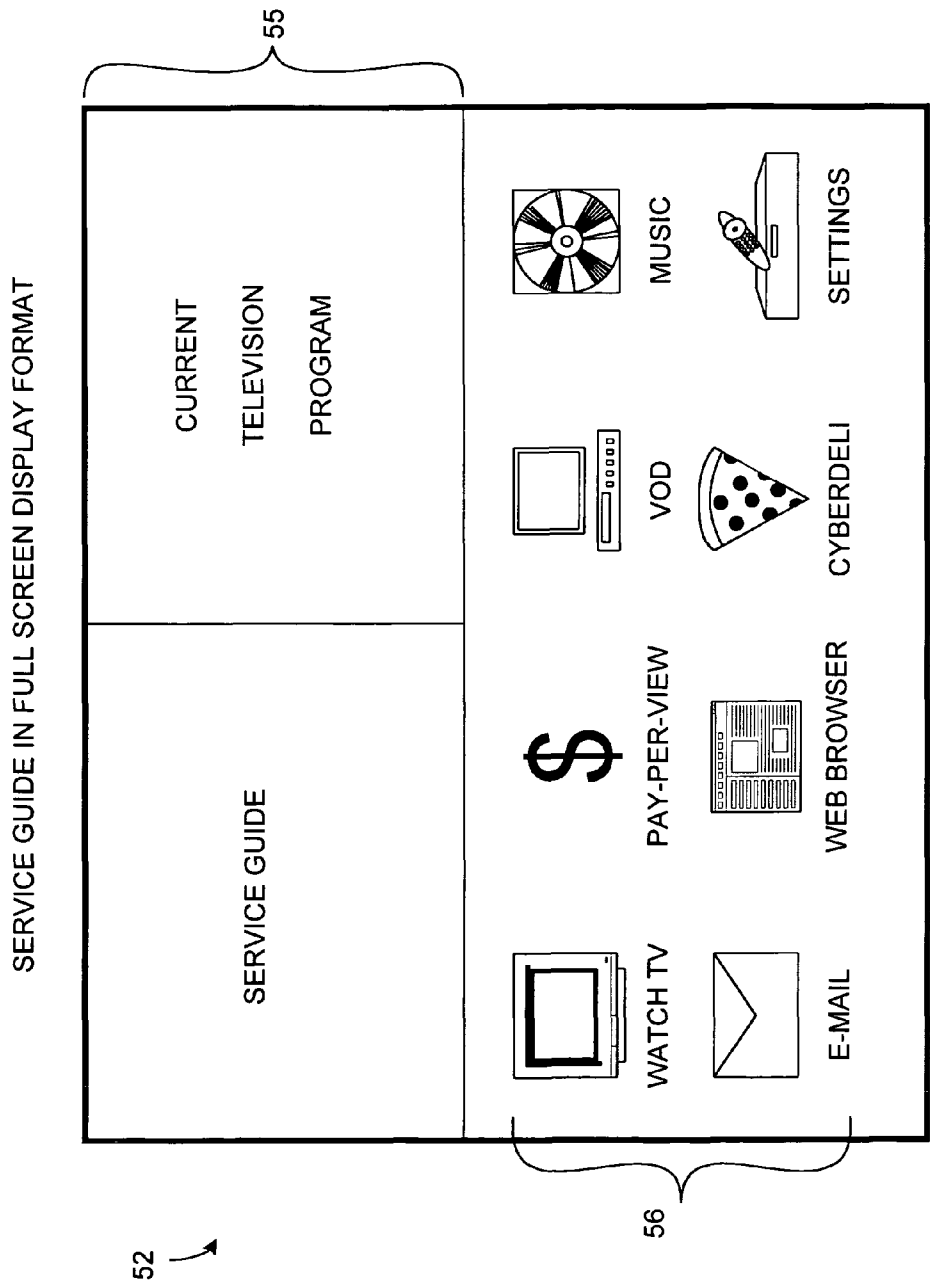 SERVICE GUIDE IN FULL SCREEN DISPLAY FORMAT
52
55
SERVICE GUIDE
CURRENT
TELEVISION
PROGRAM
56
WATCH TV
PAY-PER-VIEW
VOD
MUSIC
E-MAIL
WEB BROWSER
CYBERDELI
SETTINGS